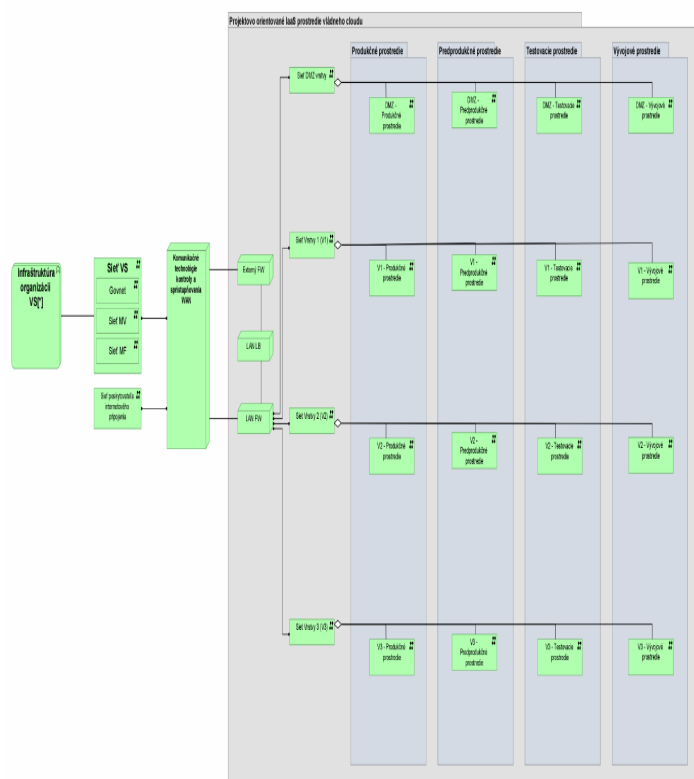 Projektovo orientované IaaS prostredie vládneho cloudu
Produkčné prostredie
Predprodukčné prostredie
Testovacie prostredie
Vývojové prostredie
Sieť DMZ vrstvy
DMZ -
Produkčné
prostredie
DMZ -
Predprodukčné
prostredie
DMZ - Testovacie
prostredie
DMZ - Vývojové
prostredie
Infraštruktúra
organizácií
VS[*]
Sieť VS
Govnet
Sieť MV
Sieť MF
Sieť poskytovateľa
internetového
pripojenia
Komunikačné
technológie
kontroly a
sprístupňovania
WAN
Externý FW
LAN LB
LAN FW
Sieť Vrstvy 1 (V1)
V1 - Produkčné
prostredie
V1 -
Predprodukčné
prostredie
V1 - Testovacie
prostredie
V1 - Vývojové
prostredie
Sieť Vrstvy 2 (V2)
V2 - Produkčné
prostredie
V2 -
Predprodukčné
prostredie
V2 - Testovacie
prostredie
V2 - Vývojové
prostredie
Sieť Vrstvy 3 (V3)
V3 - Produkčné
prostredie
V3 -
Predprodukčné
prostredie
V3 - Testovacie
prostredie
V3 - Vývojové
prostredie